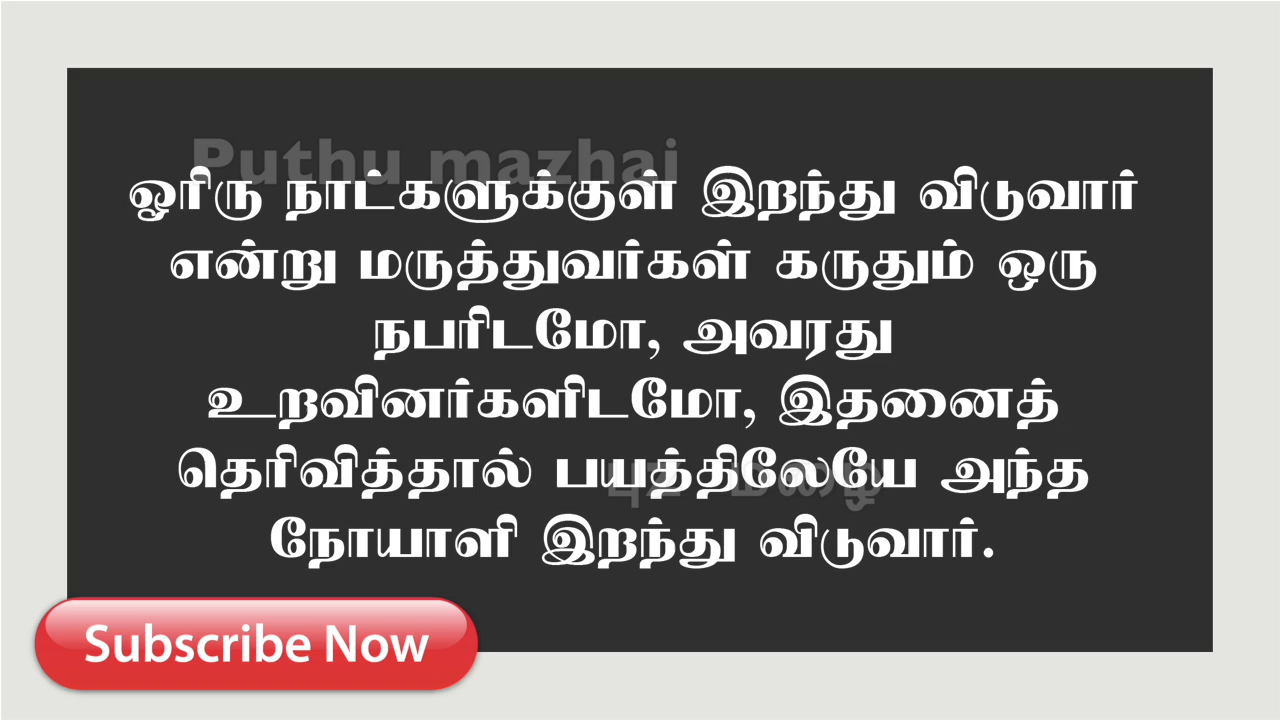 Puthu mazhai
ஓரிரு நாட்களுக்குள் இறந்து விடுவார்
என்று மருத்துவர்கள் கருதும் ஒரு
நபரிடமோ, அவரது
உறவினர்களிடமோ, இதனைத்
தெரிவித்தால் பயத்திலேயே அந்த
நோயாளி இறந்து விடுவார்.
Subscribe Now